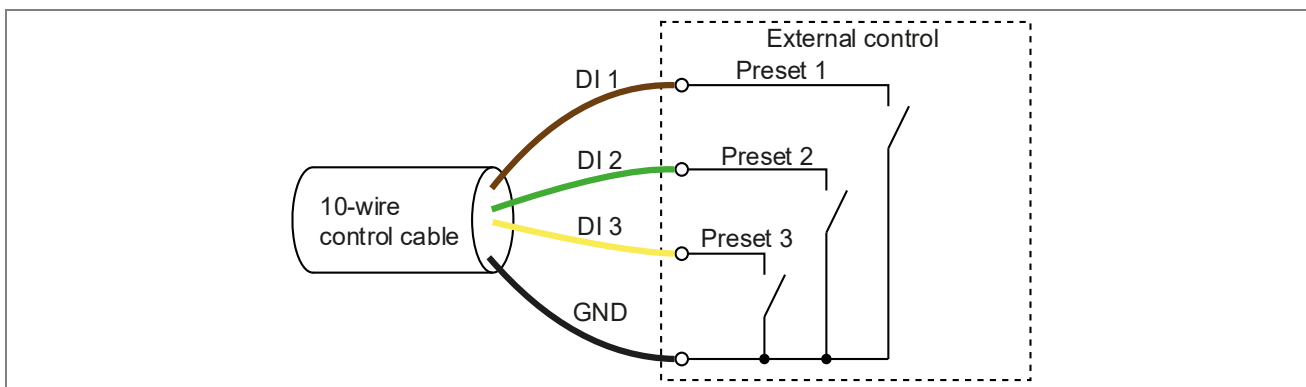 External control
DI 1
Preset 1
DI 2
Preset 2
10-wire
control cable
DI 3
Preset 3
GND